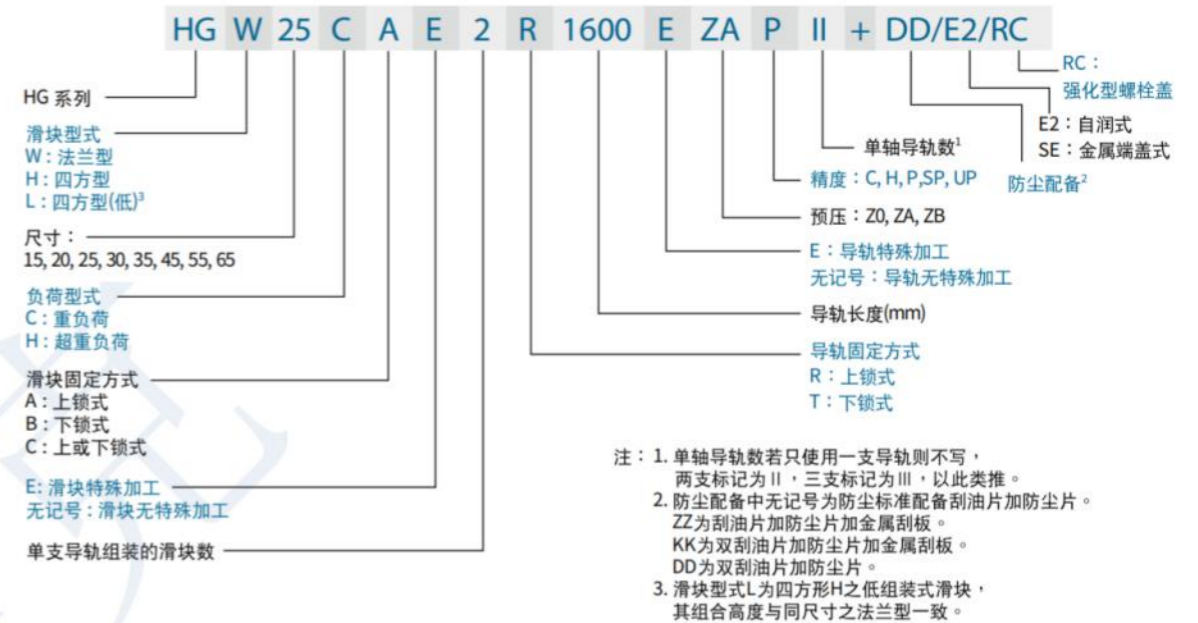 HG W 25 C A E 2 R 1600 E ZA P II + DD/E2/RC
HG 系列
滑块型式
W：法兰型
H：四方型
L：四方型(低)³
尺寸：
15, 20, 25, 30, 35, 45, 55, 65
负荷型式
C：重负荷
H：超重负荷
滑块固定方式
A：上锁式
B：下锁式
C：上或下锁式
E: 滑块特殊加工
无记号：滑块无特殊加工
单支导轨组装的滑块数
RC：
强化型螺栓盖
E2：自润式
SE：金属端盖式
防尘配备²
单轴导轨数¹
精度：C, H, P,SP, UP
预压：Z0, ZA, ZB
E：导轨特殊加工
无记号：导轨无特殊加工
导轨长度(mm)
导轨固定方式
R：上锁式
T：下锁式
注：1. 单轴导轨数若只使用一支导轨则不写，
两支标记为II，三支标记为III，以此类推。
2. 防尘配备中无记号为防尘标准配备刮油片加防尘片。
ZZ为刮油片加防尘片加金属刮板。
KK为双刮油片加防尘片加金属刮板。
DD为双刮油片加防尘片。
3. 滑块型式L为四方形H之低组装式滑块，
其组合高度与同尺寸之法兰型一致。